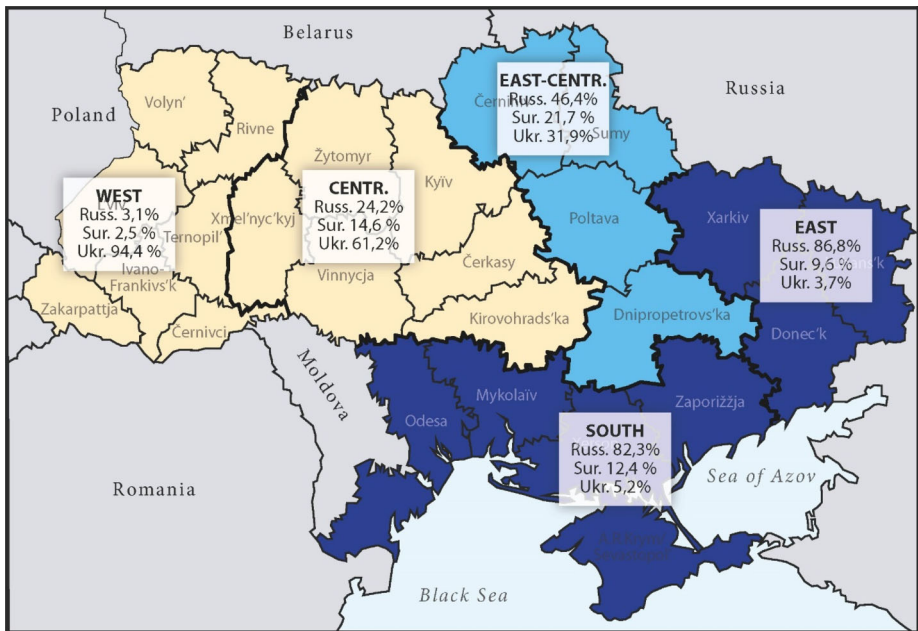 Belarus
Poland
Russia
Romania
Moldova
Black Sea
Sea of Azov
Volyn'
Rivne
Žytomyr
Kyïv
Sumy
Xmel'nyc'kyj
Ternopil'
Ivano-
Frankivs'k
Zakarpattja
Černivci
Vinnycja
Čerkasy
Kirovohrads'ka
Poltava
Dnipropetrovs'ka
Xarkiv
Donec'k
Zaporižžja
Mykolaïv
Odesa
WEST
Russ. 3,1%
Sur. 2,5 %
Ukr. 94,4%
CENTR.
Russ. 24,2%
Sur. 14,6 %
Ukr. 61,2%
EAST-CENTR.
Russ. 46,4%
Sur. 21,7 %
Ukr. 31,9%
EAST
Russ. 86,8%
Sur. 9,6 %
Ukr. 3,7%
SOUTH
Russ. 82,3%
Sur. 12,4 %
Ukr. 5,2%